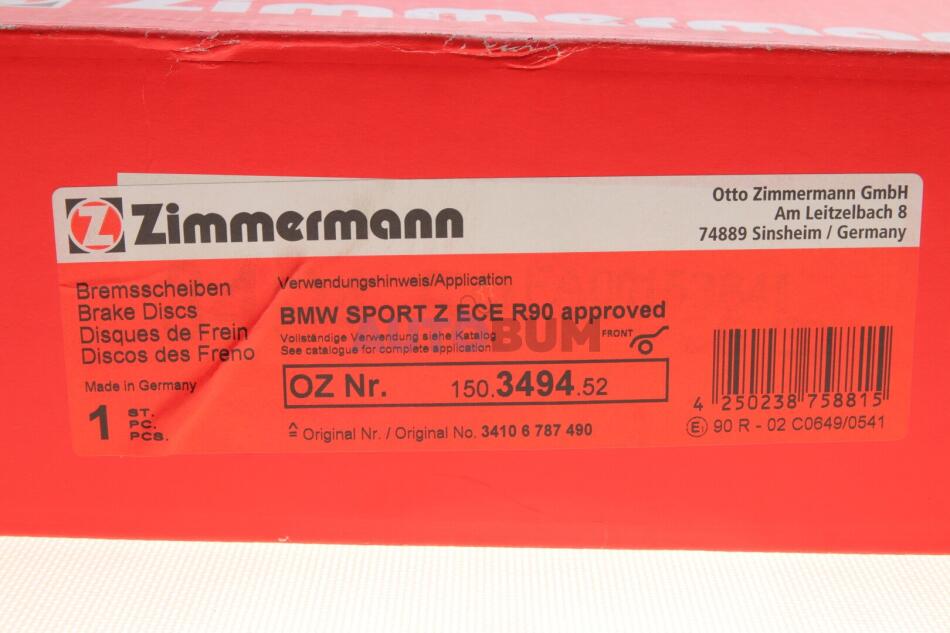 Zimmermann
Z Zimmermann
Otto Zimmermann GmbH
Am Leitzelbach 8
74889 Sinsheim / Germany
Bremsscheiben
Brake Discs
Disques de Frein
Discos des Freno
Made in Germany
1 ST.
PC.
PCS.
Verwendungshinweis/Application
BMW SPORT Z ECE R90 approved
Vollständige Verwendung siehe Katalog
See catalogue for complete application
FRONT
AUTOBUM
OZ Nr. 150.3494.52
≙ Original Nr. / Original No. 3410 6 787 490
4 250238 758815
E1 90 R - 02 C0649/0541